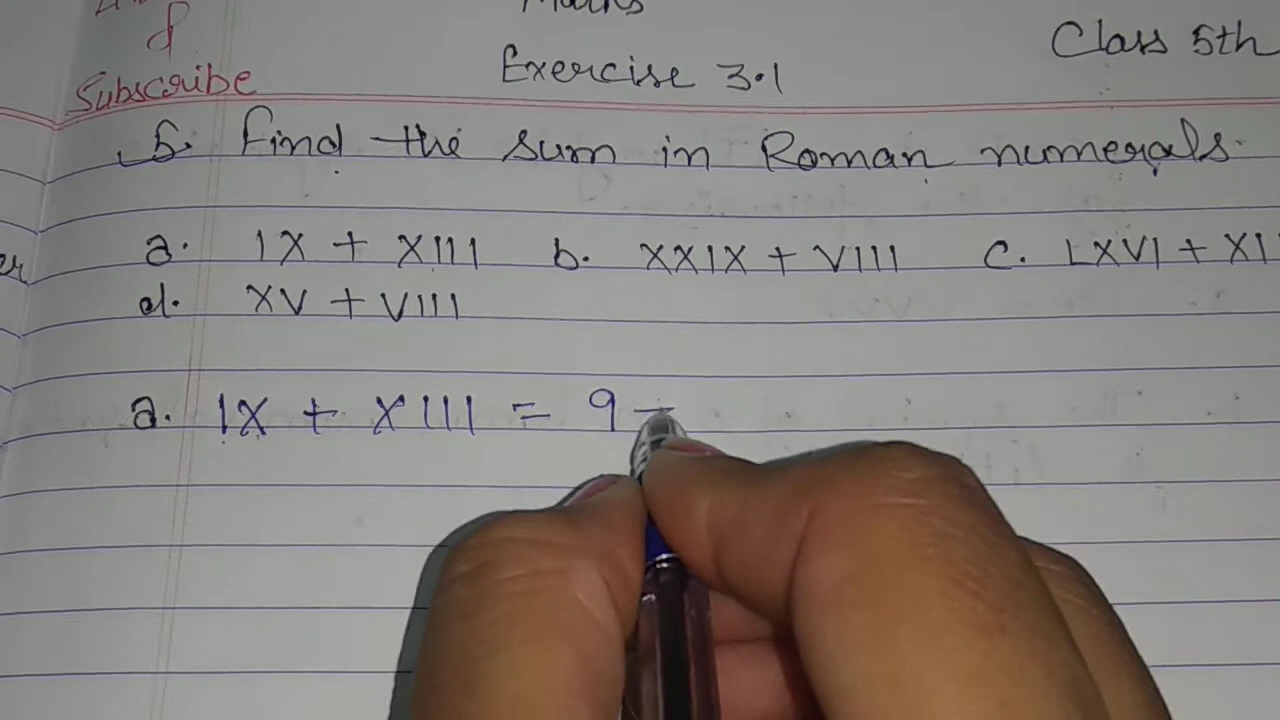 Maths
&
Class 5th
Subscribe
Exercise 3.1
5. Find the sum in Roman numerals.
a. IX + XIII b. XXIX + VIII c. LXVI + XI
d. XV + VIII
a. IX + XIII = 9